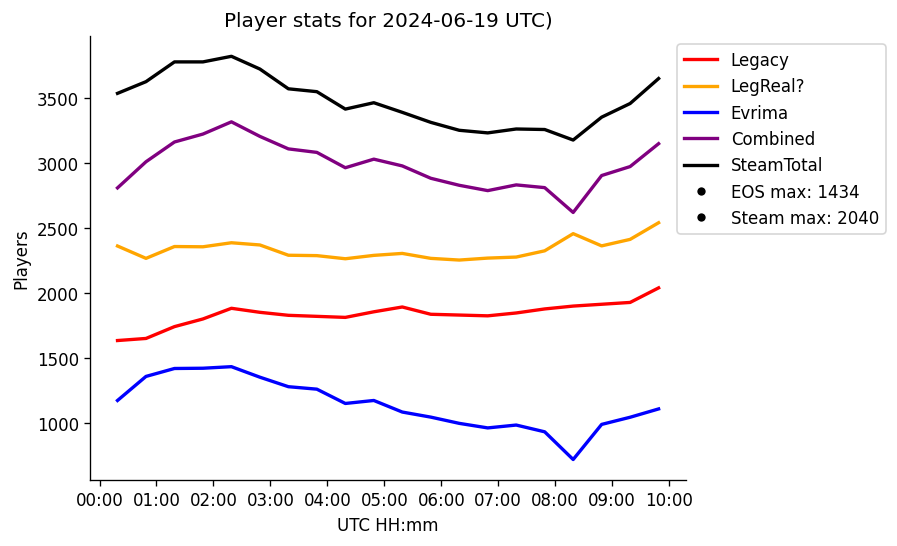 Player stats for 2024-06-19 UTC)
Players
3500
3000
2500
2000
1500
1000
00:00 01:00 02:00 03:00 04:00 05:00 06:00 07:00 08:00 09:00 10:00
UTC HH:mm
Legacy
LegReal?
Evrima
Combined
SteamTotal
EOS max: 1434
Steam max: 2040